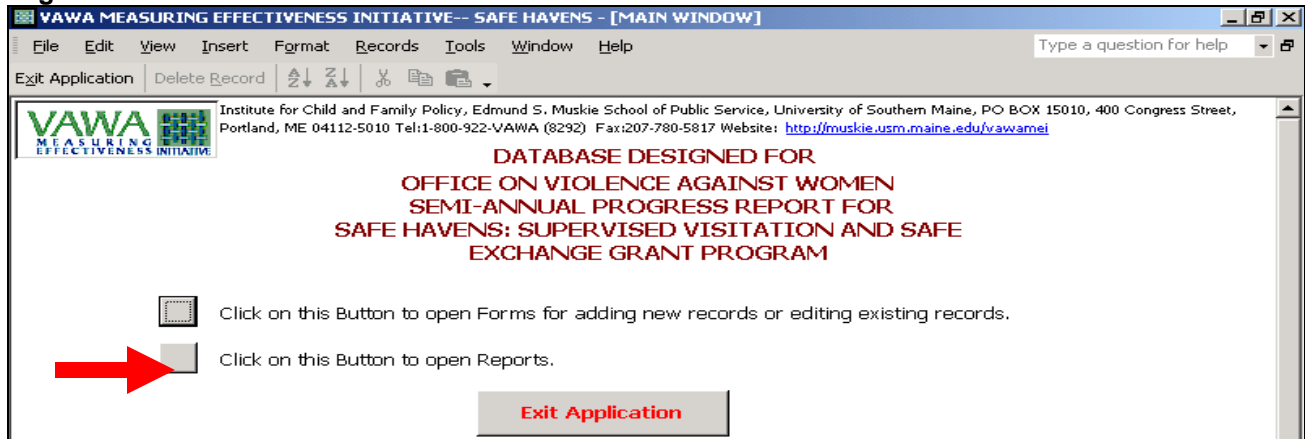 VAWA MEASURING EFFECTIVENESS INITIATIVE-- SAFE HAVENS - [MAIN WINDOW]
File Edit View Insert Format Records Tools Window Help Type a question for help
Exit Application Delete Record
VAWA
MEASURING
EFFECTIVENESS INITIATIVE
Institute for Child and Family Policy, Edmund S. Muskie School of Public Service, University of Southern Maine, PO BOX 15010, 400 Congress Street,
Portland, ME 04112-5010 Tel:1-800-922-VAWA (8292) Fax:207-780-5817 Website: http://muskie.usm.maine.edu/vawamei
DATABASE DESIGNED FOR
OFFICE ON VIOLENCE AGAINST WOMEN
SEMI-ANNUAL PROGRESS REPORT FOR
SAFE HAVENS: SUPERVISED VISITATION AND SAFE
EXCHANGE GRANT PROGRAM
Click on this Button to open Forms for adding new records or editing existing records.
Click on this Button to open Reports.
Exit Application